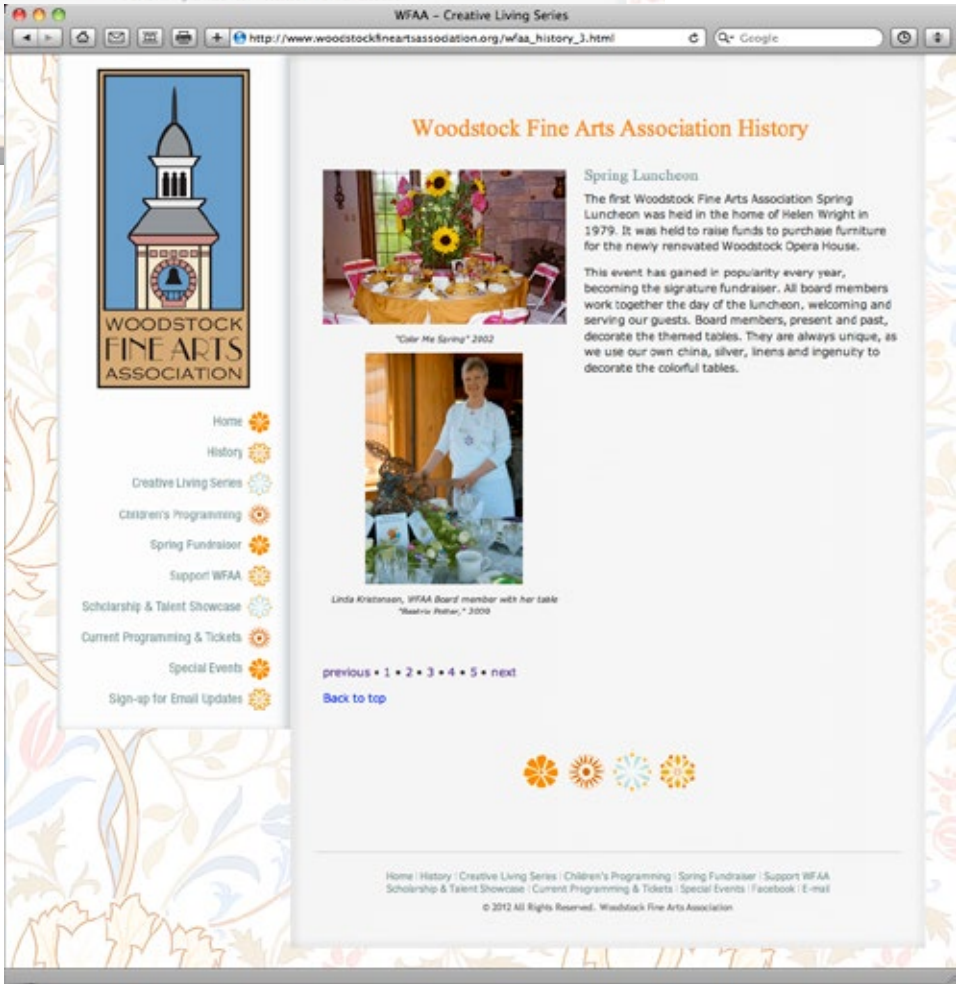 WFAA – Creative Living Series
http://www.woodstockfineartsassociation.org/wfaa_history_3.html
Google
WOODSTOCK
FINE ARTS
ASSOCIATION
Home
History
Creative Living Series
Children's Programming
Spring Fundraiser
Support WFAA
Scholarship & Talent Showcase
Current Programming & Tickets
Special Events
Sign-up for Email Updates
Woodstock Fine Arts Association History
"Color Me Spring" 2002
Linda Kristensen, WFAA Board member with her table
"Beatrix Potter," 2009
Spring Luncheon
The first Woodstock Fine Arts Association Spring
Luncheon was held in the home of Helen Wright in
1979. It was held to raise funds to purchase furniture
for the newly renovated Woodstock Opera House.
This event has gained in popularity every year,
becoming the signature fundraiser. All board members
work together the day of the luncheon, welcoming and
serving our guests. Board members, present and past,
decorate the themed tables. They are always unique, as
we use our own china, silver, linens and ingenuity to
decorate the colorful tables.
previous • 1 • 2 • 3 • 4 • 5 • next
Back to top
Home | History | Creative Living Series | Children's Programming | Spring Fundraiser | Support WFAA
Scholarship & Talent Showcase | Current Programming & Tickets | Special Events | Facebook | E-mail
© 2012 All Rights Reserved. Woodstock Fine Arts Association